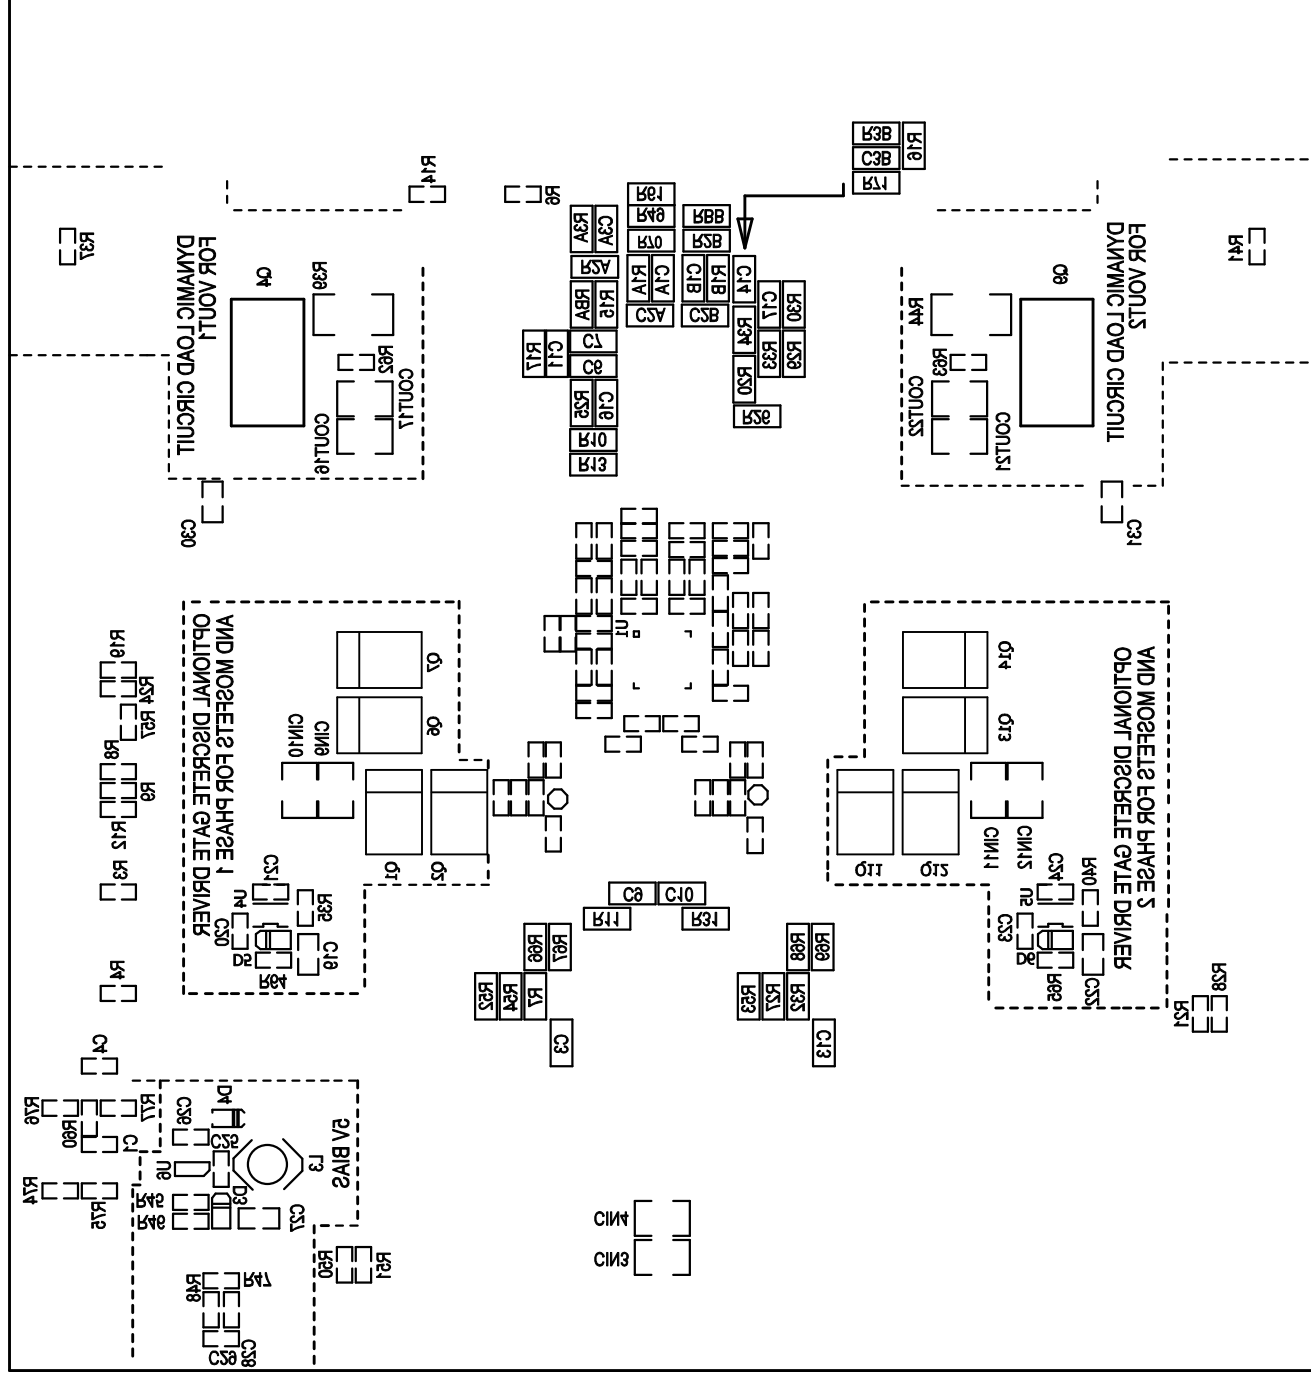 R3B
C3B
R71
R16
R14
R6
R61
R49
R70
RBB
R2B
R3A
C3A
R2A
R1A
C1A
C1B
R1B
C14
C2A
C2B
RBA
R15
C17
R30
R34
R33
R29
R17
C11
C7
C6
R20
R26
R25
C16
R10
R13
R37
FOR VOUT1
DYNAMIC LOAD CIRCUIT
Q4
R39
R62
COUT17
COUT16
C30
R41
FOR VOUT2
DYNAMIC LOAD CIRCUIT
Q9
R44
R63
COUT22
COUT21
C31
U1
R19
R24
R57
R8
R9
R12
R3
R4
AND MOSFETS FOR PHASE 1
OPTIONAL DISCRETE GATE DRIVER
Q7
Q6
CIN10
CIN9
Q1
Q2
C21
U4
R35
C20
D5
C19
R64
Q14
Q13
AND MOSFETS FOR PHASE 2
OPTIONAL DISCRETE GATE DRIVER
CIN11
CIN12
Q11
Q12
C24
R40
U5
C23
D6
R65
C22
C9
C10
R11
R31
R66
R67
R52
R54
R7
C3
R68
R69
R53
R27
R32
C13
R28
R21
C4
R76
R60
R77
C1
R74
R75
C26
D4
C25
U6
L3
5V BIAS
R45
R46
D3
C27
R50
R51
R48
R47
C29
C28
CIN4
CIN3